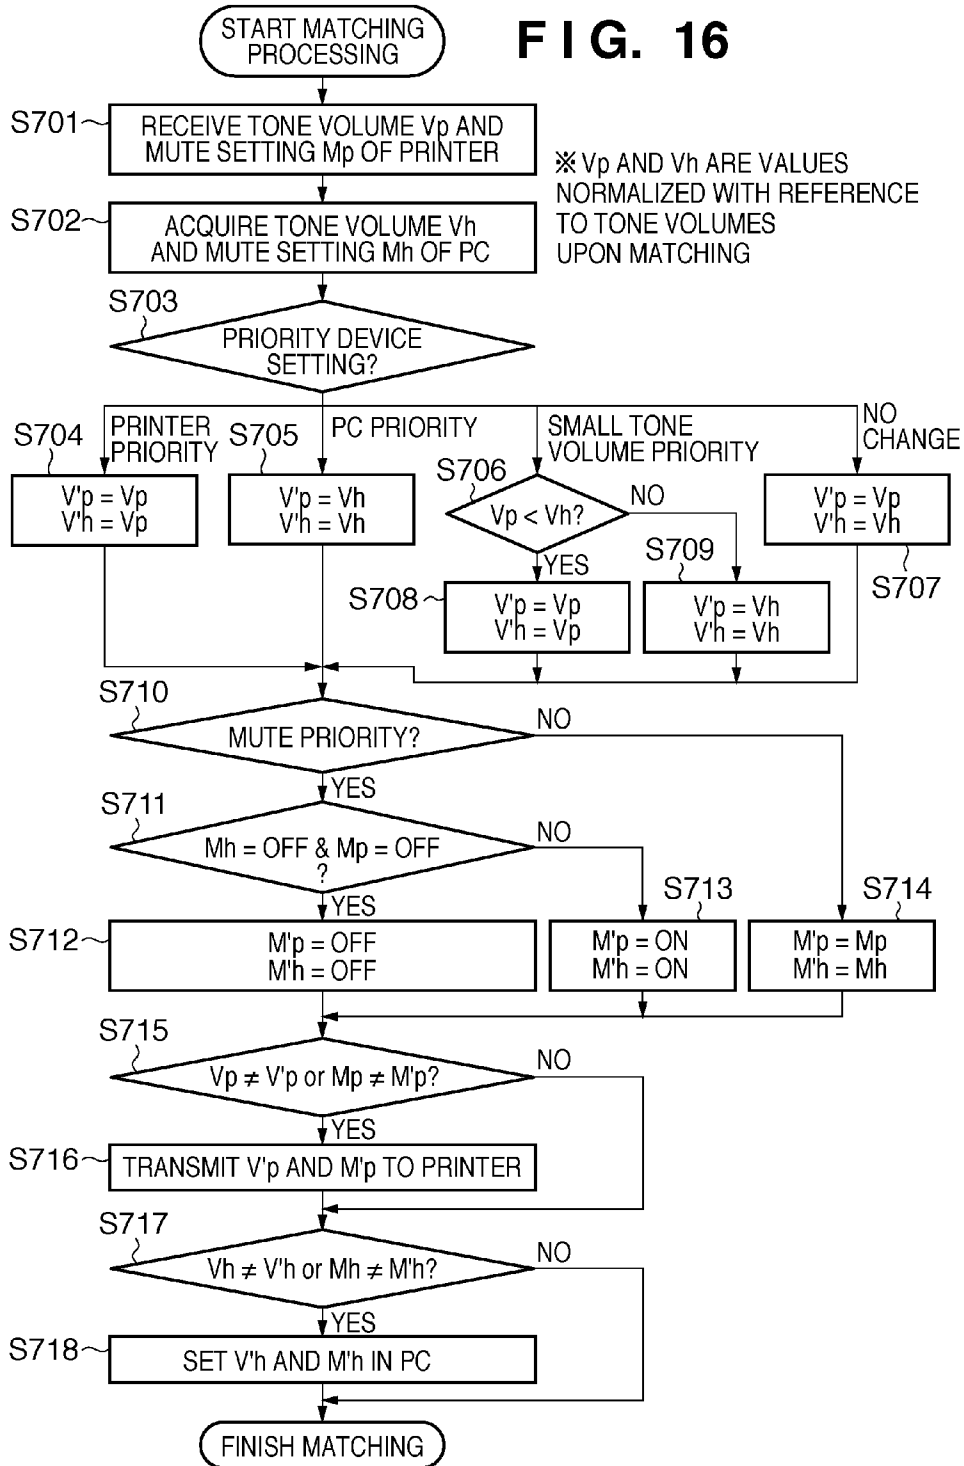 START MATCHING
PROCESSING
FIG. 16
S701
RECEIVE TONE VOLUME Vp AND
MUTE SETTING Mp OF PRINTER
※ Vp AND Vh ARE VALUES
NORMALIZED WITH REFERENCE
TO TONE VOLUMES
UPON MATCHING
S702
ACQUIRE TONE VOLUME Vh
AND MUTE SETTING Mh OF PC
S703
PRIORITY DEVICE
SETTING?
S704
PRINTER
PRIORITY
V'p = Vp
V'h = Vp
S705
PC PRIORITY
V'p = Vh
V'h = Vh
SMALL TONE
VOLUME PRIORITY
S706
Vp < Vh?
NO
YES
NO
CHANGE
V'p = Vp
V'h = Vh
S707
S708
V'p = Vp
V'h = Vp
S709
V'p = Vh
V'h = Vh
S710
MUTE PRIORITY?
NO
YES
S711
Mh = OFF & Mp = OFF
?
NO
YES
S712
M'p = OFF
M'h = OFF
S713
M'p = ON
M'h = ON
S714
M'p = Mp
M'h = Mh
S715
Vp ≠ V'p or Mp ≠ M'p?
NO
YES
S716
TRANSMIT V'p AND M'p TO PRINTER
S717
Vh ≠ V'h or Mh ≠ M'h?
NO
YES
S718
SET V'h AND M'h IN PC
FINISH MATCHING